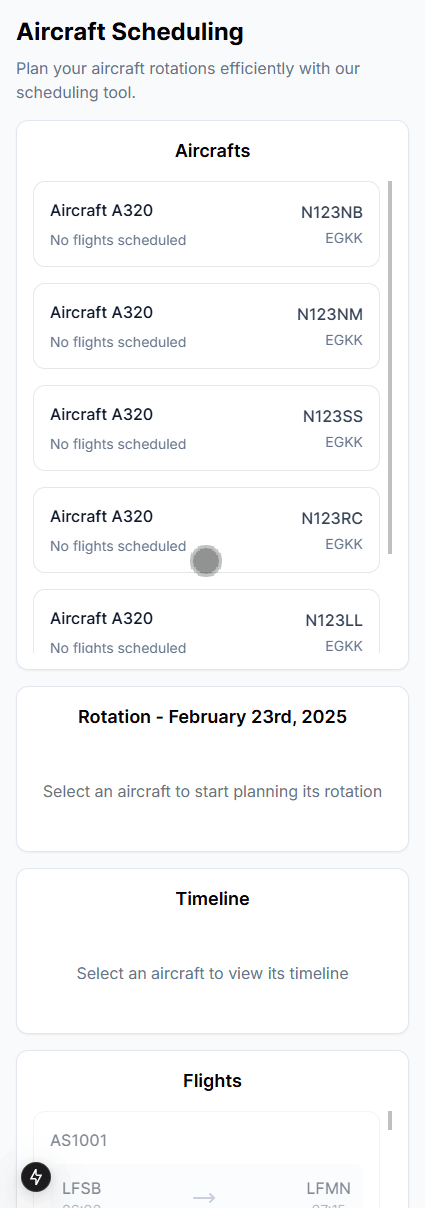 Aircraft Scheduling
Plan your aircraft rotations efficiently with our
scheduling tool.
Aircrafts
Aircraft A320 N123NB
No flights scheduled EGKK
Aircraft A320 N123NM
No flights scheduled EGKK
Aircraft A320 N123SS
No flights scheduled EGKK
Aircraft A320 N123RC
No flights scheduled EGKK
Aircraft A320 N123LL
No flights scheduled EGKK
Rotation - February 23rd, 2025
Select an aircraft to start planning its rotation
Timeline
Select an aircraft to view its timeline
Flights
AS1001
LFSB → LFMN